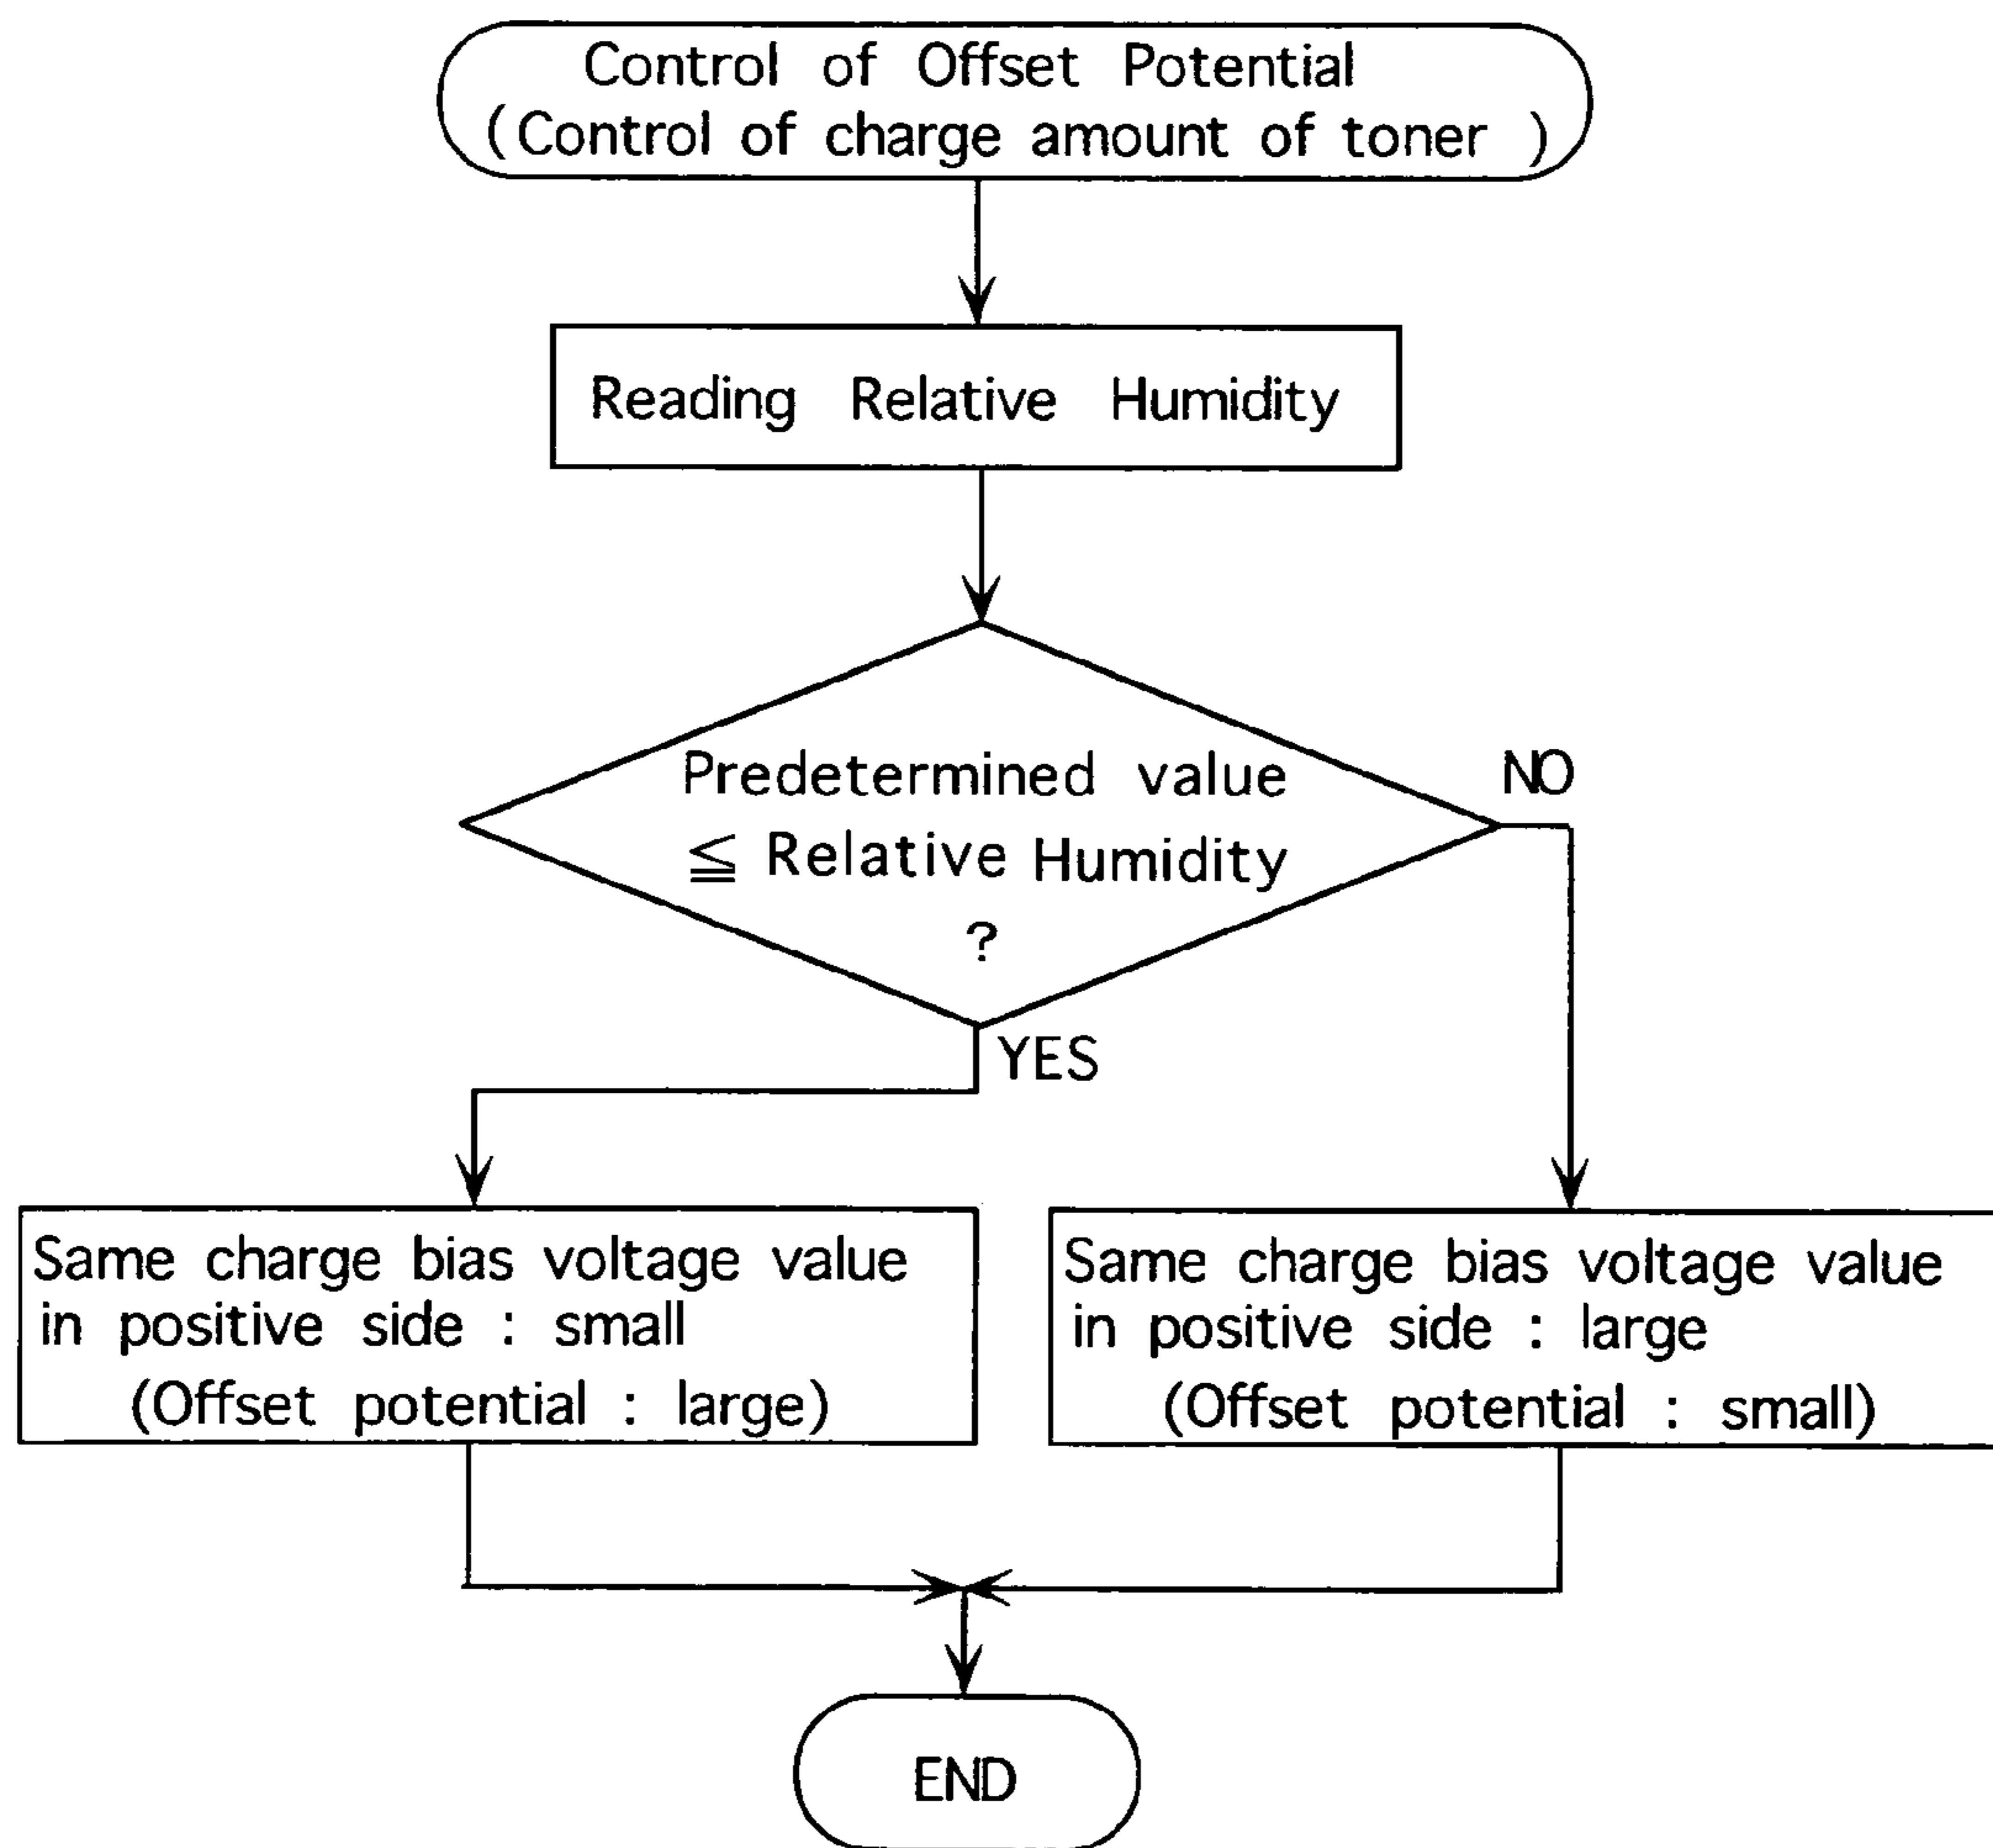 Control of Offset Potential
(Control of charge amount of toner )
Reading Relative Humidity
Predetermined value
≦ Relative Humidity
?
NO
YES
Same charge bias voltage value
in positive side : small
(Offset potential : large)
Same charge bias voltage value
in positive side : large
(Offset potential : small)
END